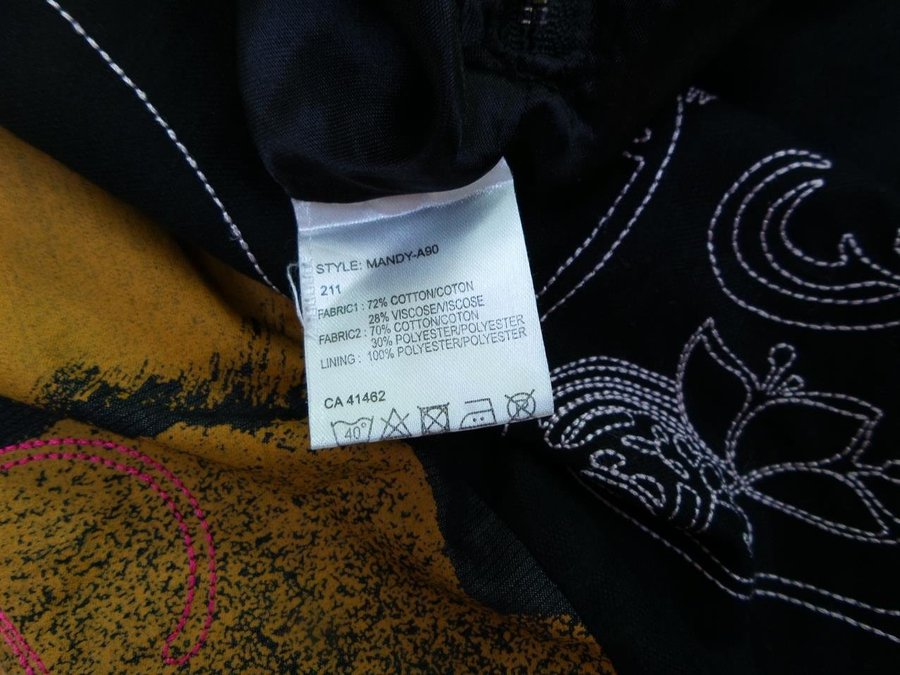 STYLE: MANDY-A90
211
FABRIC1 : 72% COTTON/COTON
28% VISCOSE/VISCOSE
FABRIC2 : 70% COTTON/COTON
30% POLYESTER/POLYESTER
LINING : 100% POLYESTER/POLYESTER
CA 41462
40°